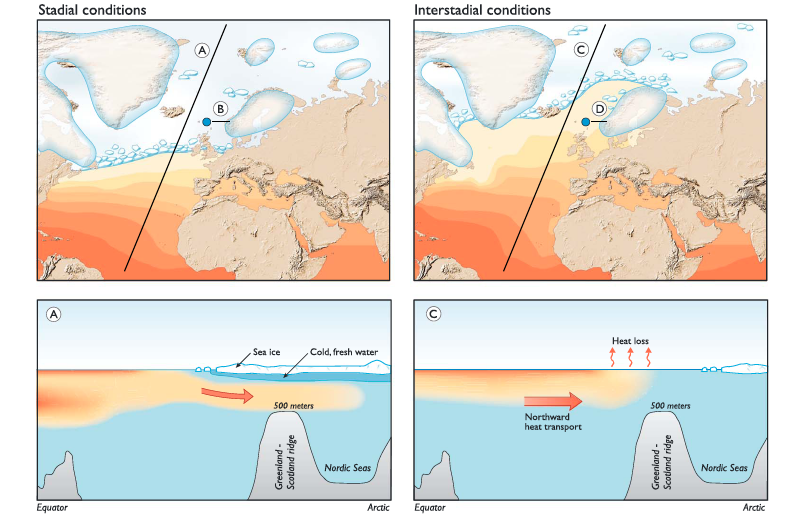 Stadial conditions
Interstadial conditions
A
B
C
D
A
Sea ice
Cold, fresh water
500 meters
Greenland -
Scotland ridge
Nordic Seas
Equator
Arctic
C
Heat loss
Northward
heat transport
500 meters
Greenland -
Scotland ridge
Nordic Seas
Equator
Arctic